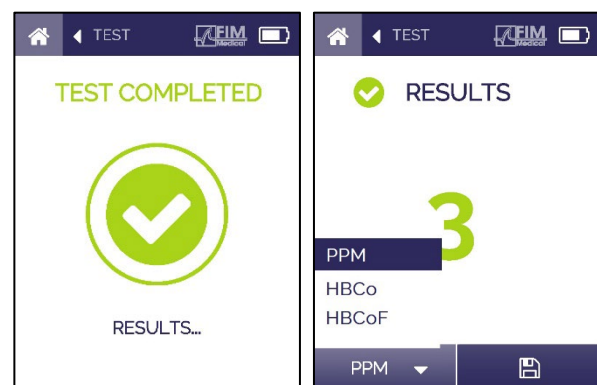 TEST
FIM
Medical
TEST COMPLETED
RESULTS...
TEST
FIM
Medical
RESULTS
3
PPM
HBCo
HBCoF
PPM